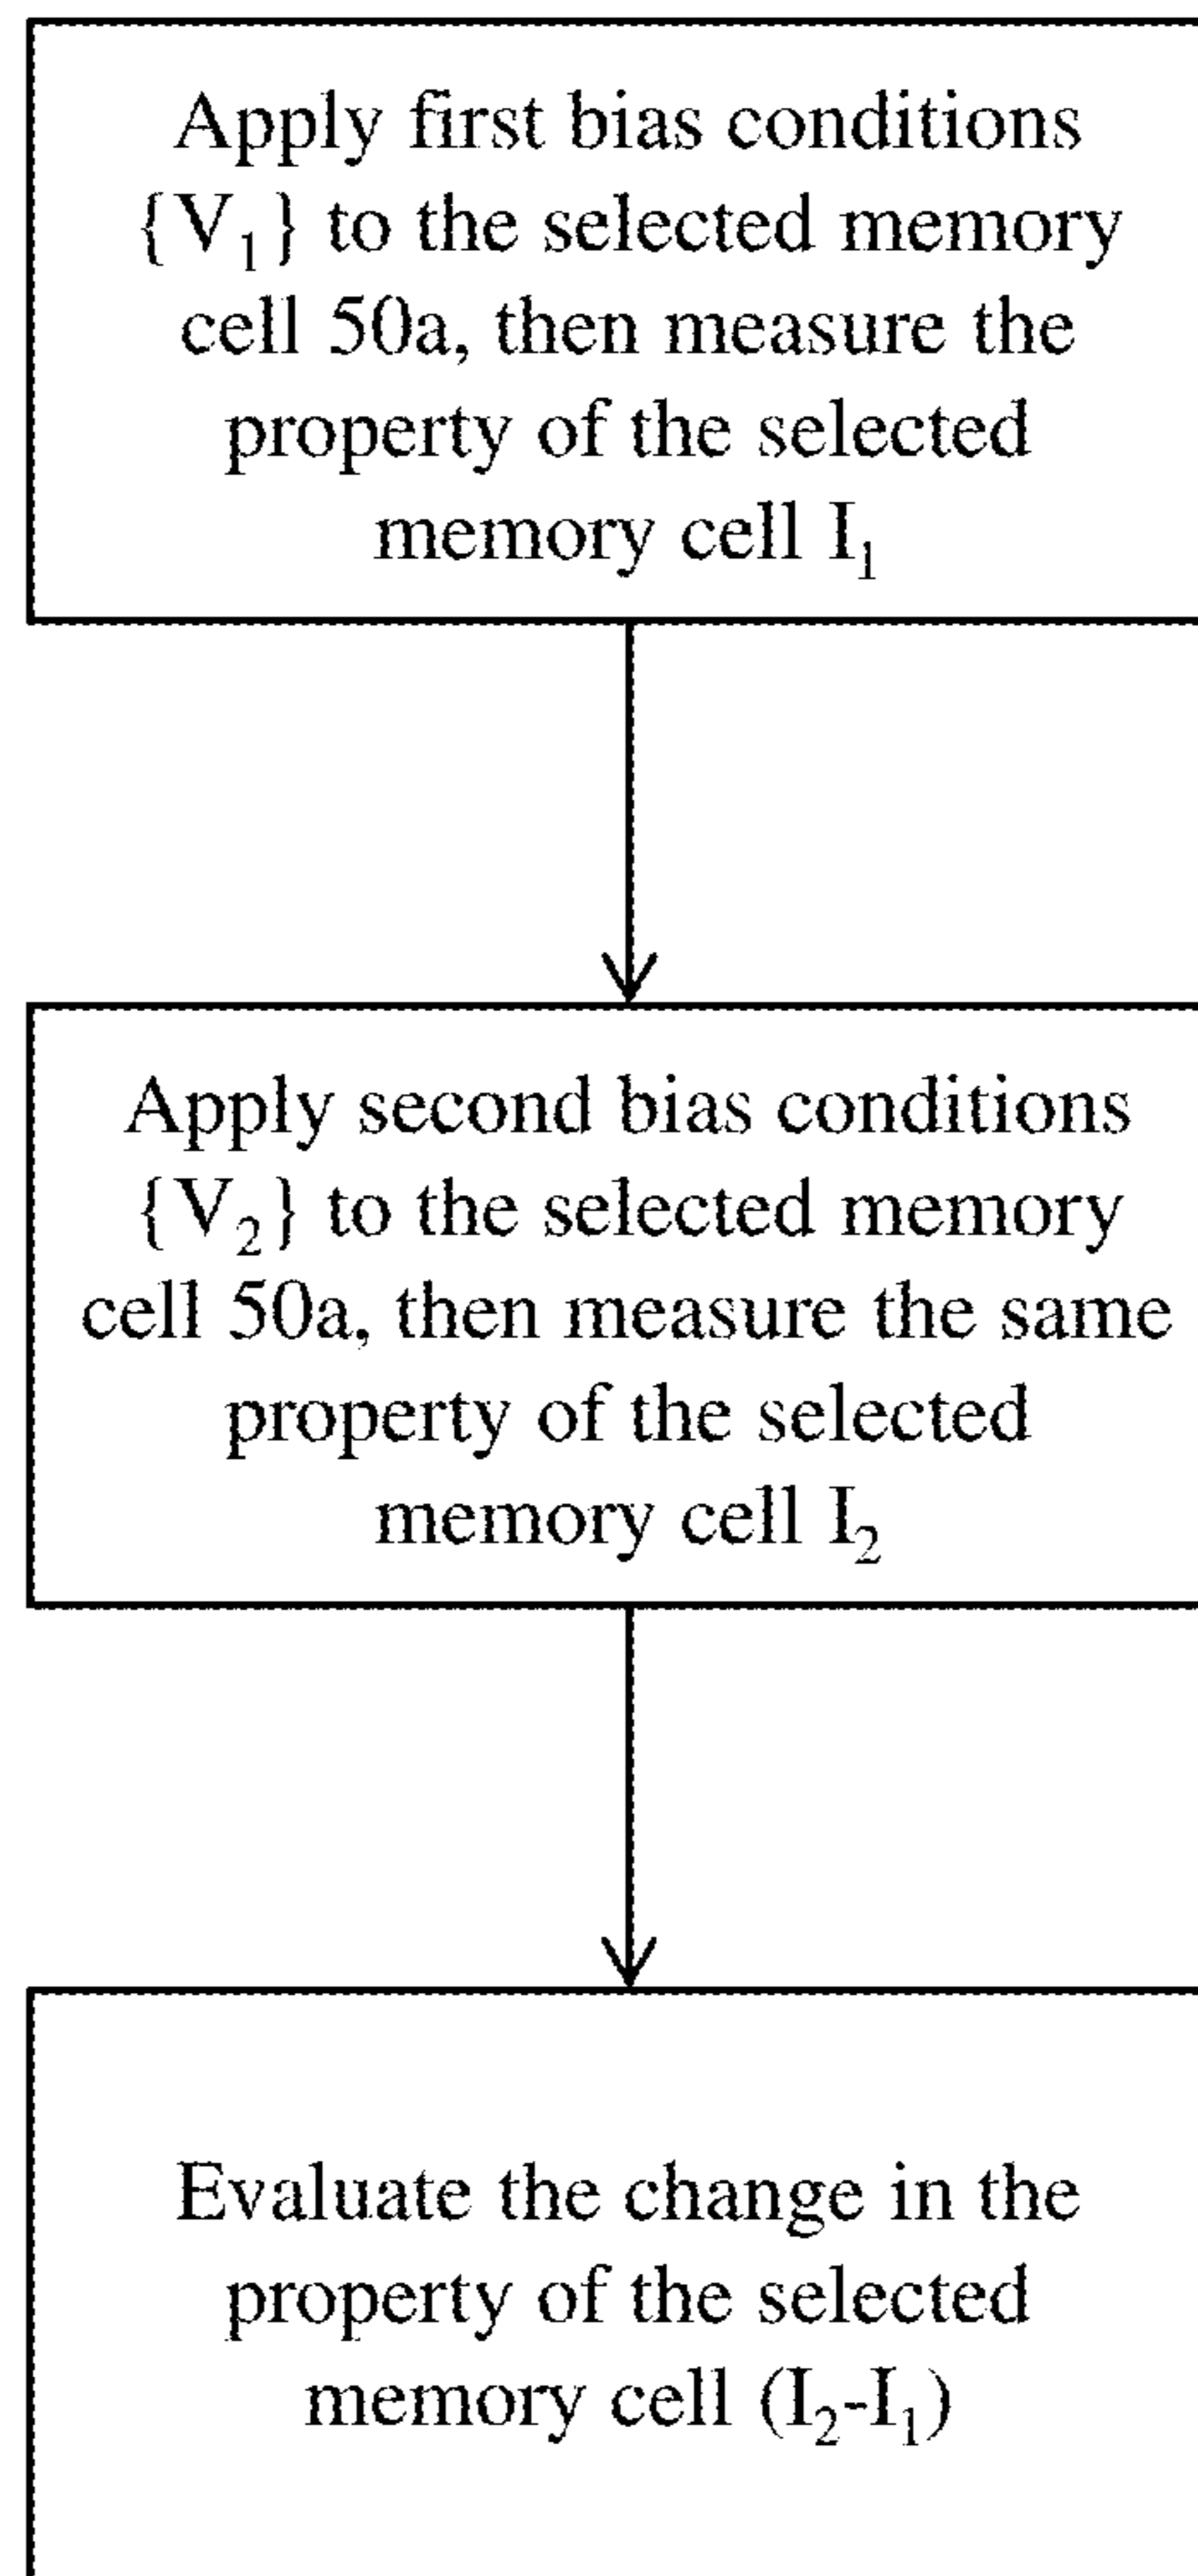 Apply first bias conditions
{V₁} to the selected memory
cell 50a, then measure the
property of the selected
memory cell I₁
Apply second bias conditions
{V₂} to the selected memory
cell 50a, then measure the same
property of the selected
memory cell I₂
Evaluate the change in the
property of the selected
memory cell (I₂-I₁)